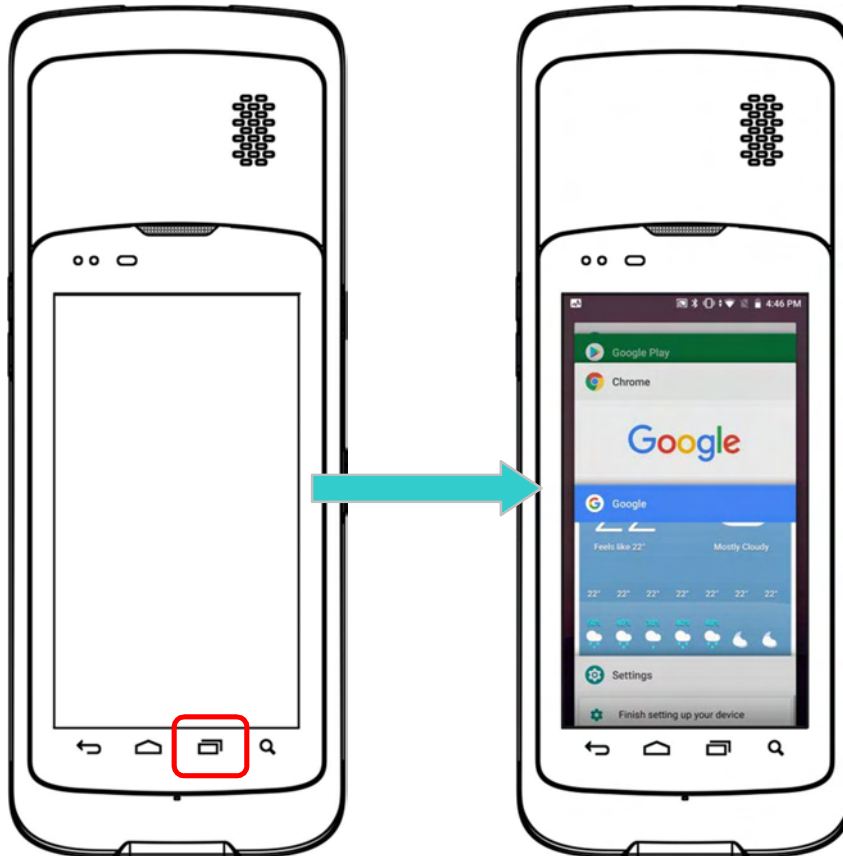 4:46 PM
Google Play
Chrome
Google
Google
Feels like 22°
Mostly Cloudy
22° 22° 22° 22° 22° 22° 22°
Settings
Finish setting up your device